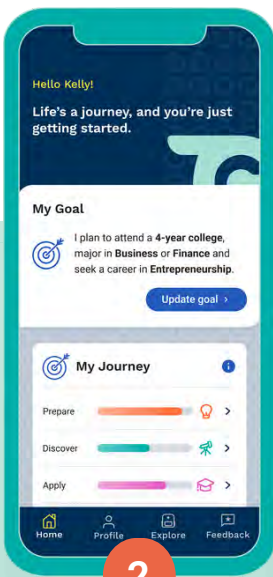 Hello Kelly!
Life's a journey, and you're just
getting started.
My Goal
I plan to attend a 4-year college,
major in Business or Finance and
seek a career in Entrepreneurship.
Update goal ›
My Journey
Prepare
Discover
Apply
Home Profile Explore Feedback